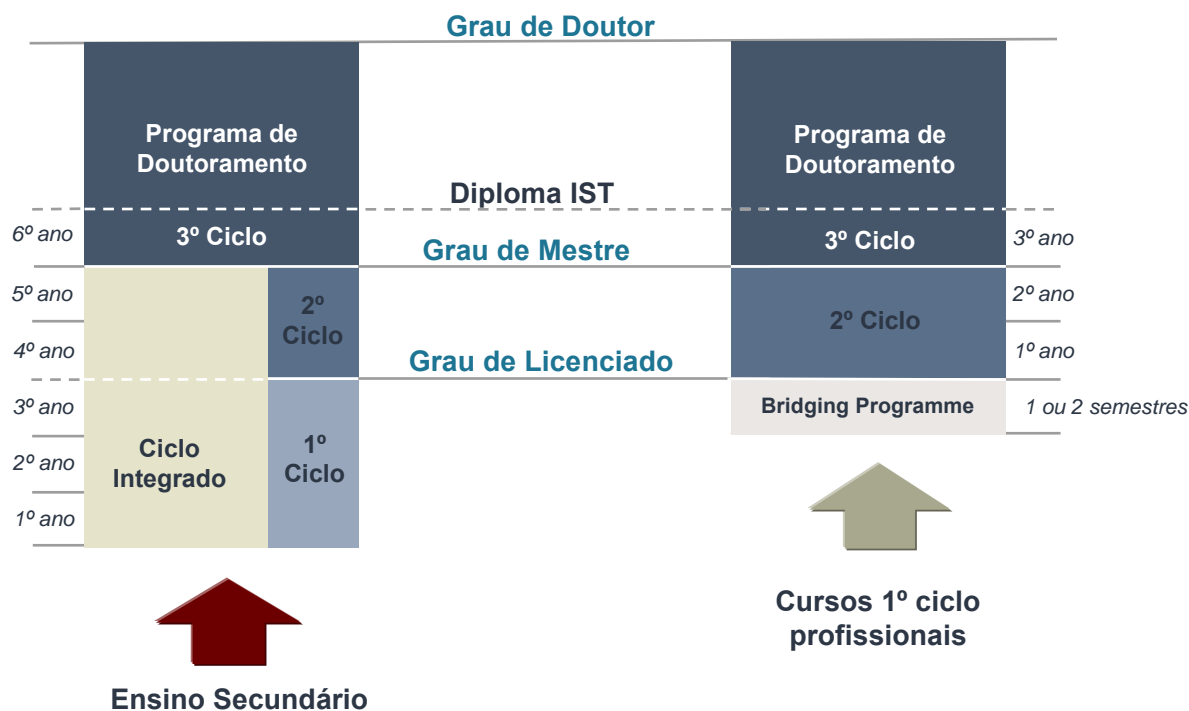 Grau de Doutor
Programa de
Doutoramento
Programa de
Doutoramento
Diploma IST
6º ano
3º Ciclo
Grau de Mestre
3º Ciclo
3º ano
5º ano
2º
Ciclo
2º Ciclo
2º ano
4º ano
Grau de Licenciado
1º ano
3º ano
Bridging Programme
1 ou 2 semestres
Ciclo
Integrado
1º
Ciclo
2º ano
1º ano
Cursos 1º ciclo
profissionais
Ensino Secundário